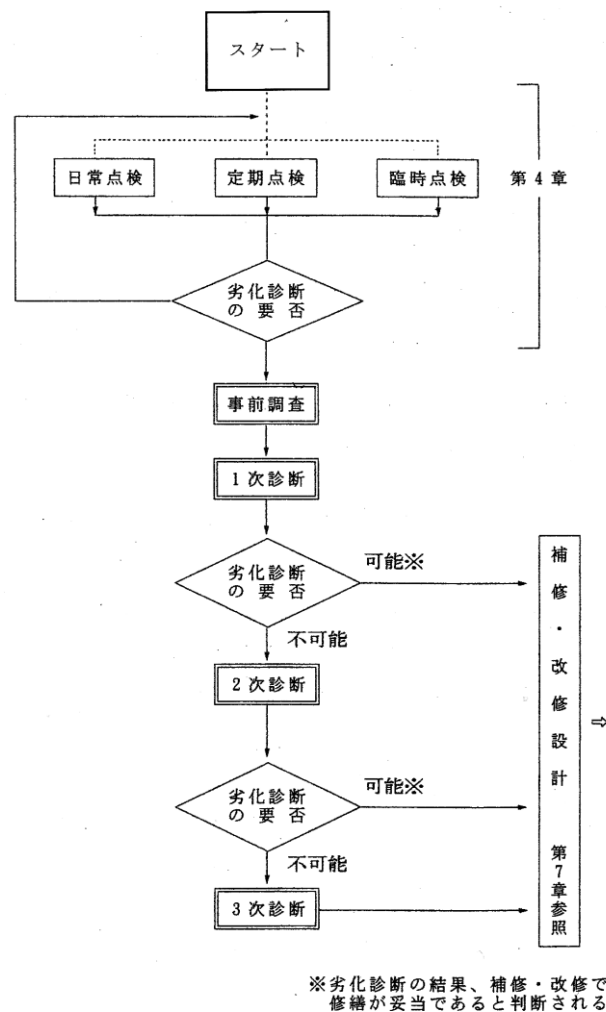 スタート
日常点検
定期点検
臨時点検
第4章
劣化診断
の要否
事前調査
1次診断
劣化診断
の要否
可能※
不可能
2次診断
劣化診断
の要否
可能※
不可能
3次診断
補修・改修設計 第7章参照
※劣化診断の結果、補修・改修で
修繕が妥当であると判断される